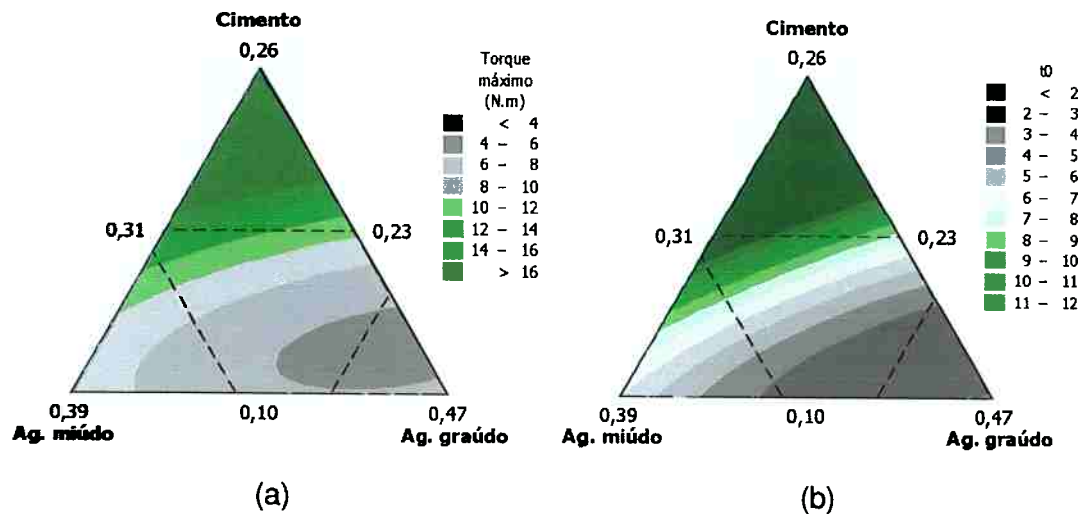 Cimento
0,26
Torque
máximo
(N.m)
< 4
4 – 6
6 – 8
8 – 10
10 – 12
12 – 14
14 – 16
> 16
0,31
0,23
0,39
0,10
0,47
Ag. miúdo
Ag. graúdo
(a)
Cimento
0,26
t0
< 2
2 – 3
3 – 4
4 – 5
5 – 6
6 – 7
7 – 8
8 – 9
9 – 10
10 – 11
11 – 12
0,31
0,23
0,39
0,10
0,47
Ag. miúdo
Ag. graúdo
(b)